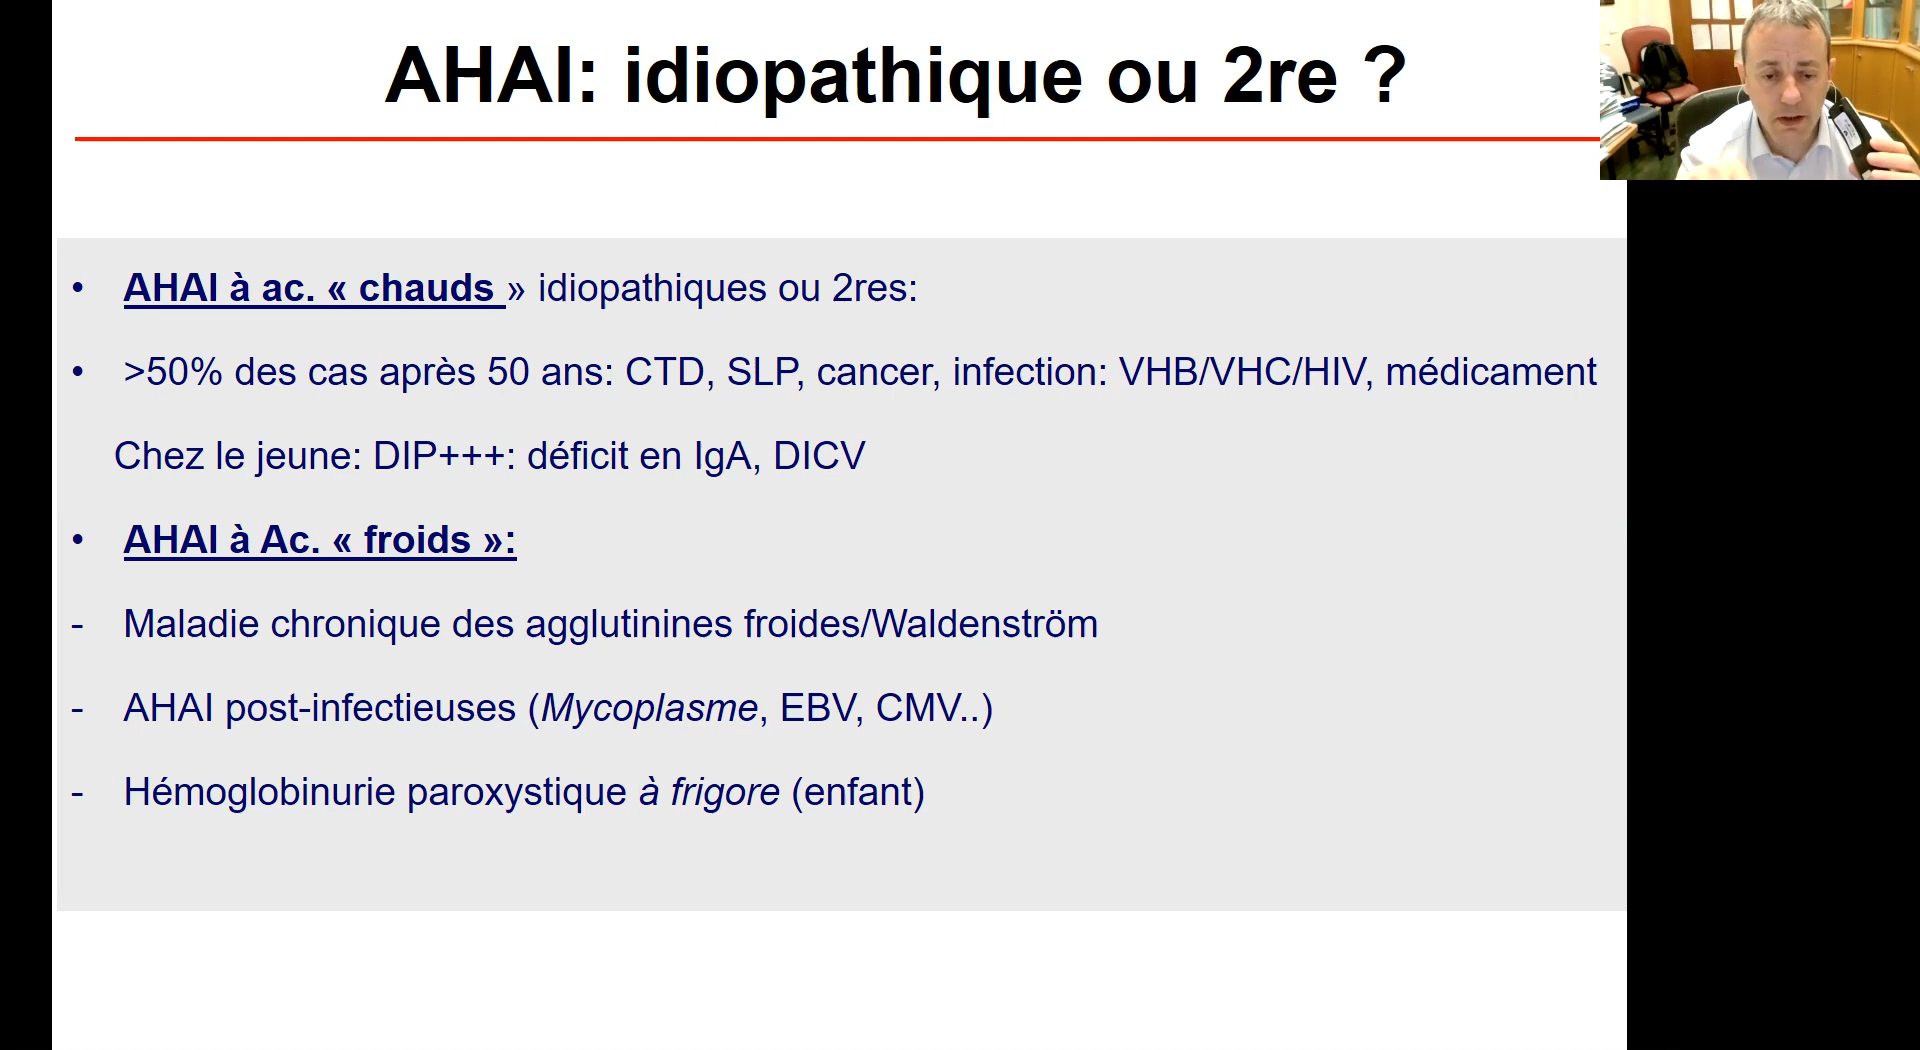 AHAI: idiopathique ou 2re ?
• AHAI à ac. « chauds » idiopathiques ou 2res:
• >50% des cas après 50 ans: CTD, SLP, cancer, infection: VHB/VHC/HIV, médicament
Chez le jeune: DIP+++: déficit en IgA, DICV
• AHAI à Ac. « froids »:
- Maladie chronique des agglutinines froides/Waldenström
- AHAI post-infectieuses (Mycoplasme, EBV, CMV..)
- Hémoglobinurie paroxystique à frigore (enfant)